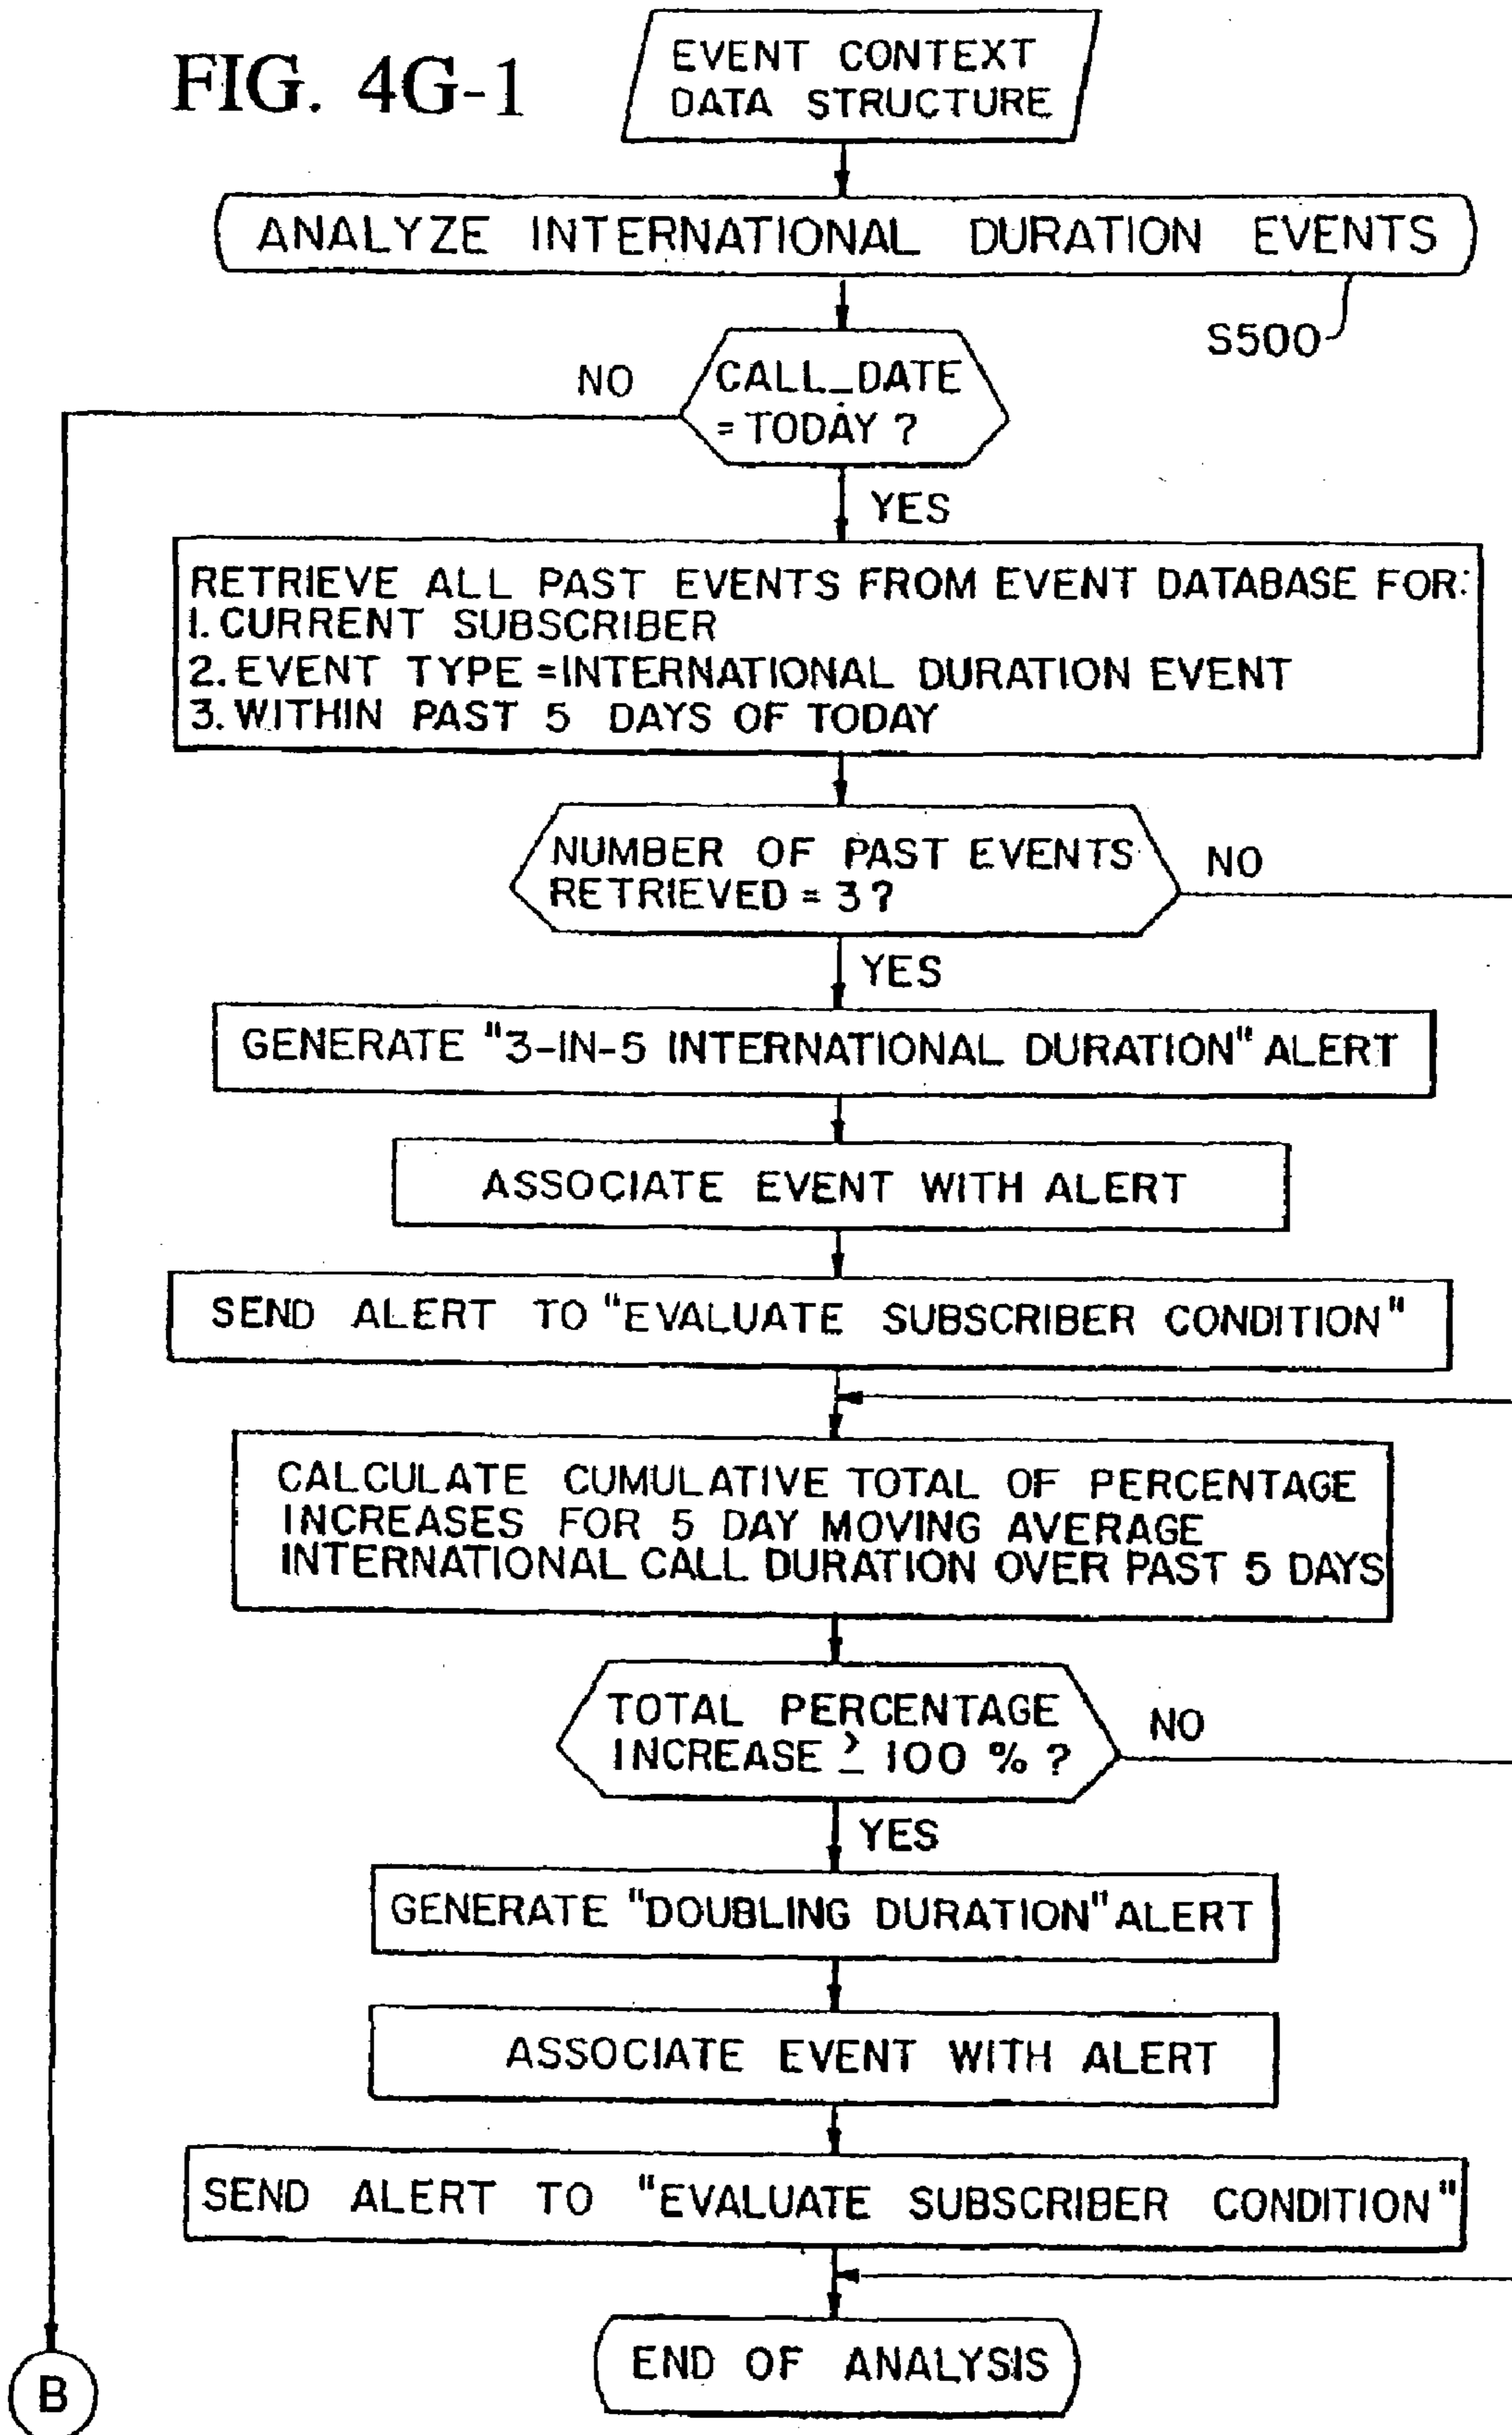 FIG. 4G-1
EVENT CONTEXT
DATA STRUCTURE
ANALYZE INTERNATIONAL DURATION EVENTS
S500
NO
CALL_DATE
= TODAY ?
YES
RETRIEVE ALL PAST EVENTS FROM EVENT DATABASE FOR:
1. CURRENT SUBSCRIBER
2. EVENT TYPE = INTERNATIONAL DURATION EVENT
3. WITHIN PAST 5 DAYS OF TODAY
NUMBER OF PAST EVENTS
RETRIEVED = 3 ?
NO
YES
GENERATE "3-IN-5 INTERNATIONAL DURATION" ALERT
ASSOCIATE EVENT WITH ALERT
SEND ALERT TO "EVALUATE SUBSCRIBER CONDITION"
CALCULATE CUMULATIVE TOTAL OF PERCENTAGE
INCREASES FOR 5 DAY MOVING AVERAGE
INTERNATIONAL CALL DURATION OVER PAST 5 DAYS
TOTAL PERCENTAGE
INCREASE ≥ 100 % ?
NO
YES
GENERATE "DOUBLING DURATION" ALERT
ASSOCIATE EVENT WITH ALERT
SEND ALERT TO "EVALUATE SUBSCRIBER CONDITION"
END OF ANALYSIS
B